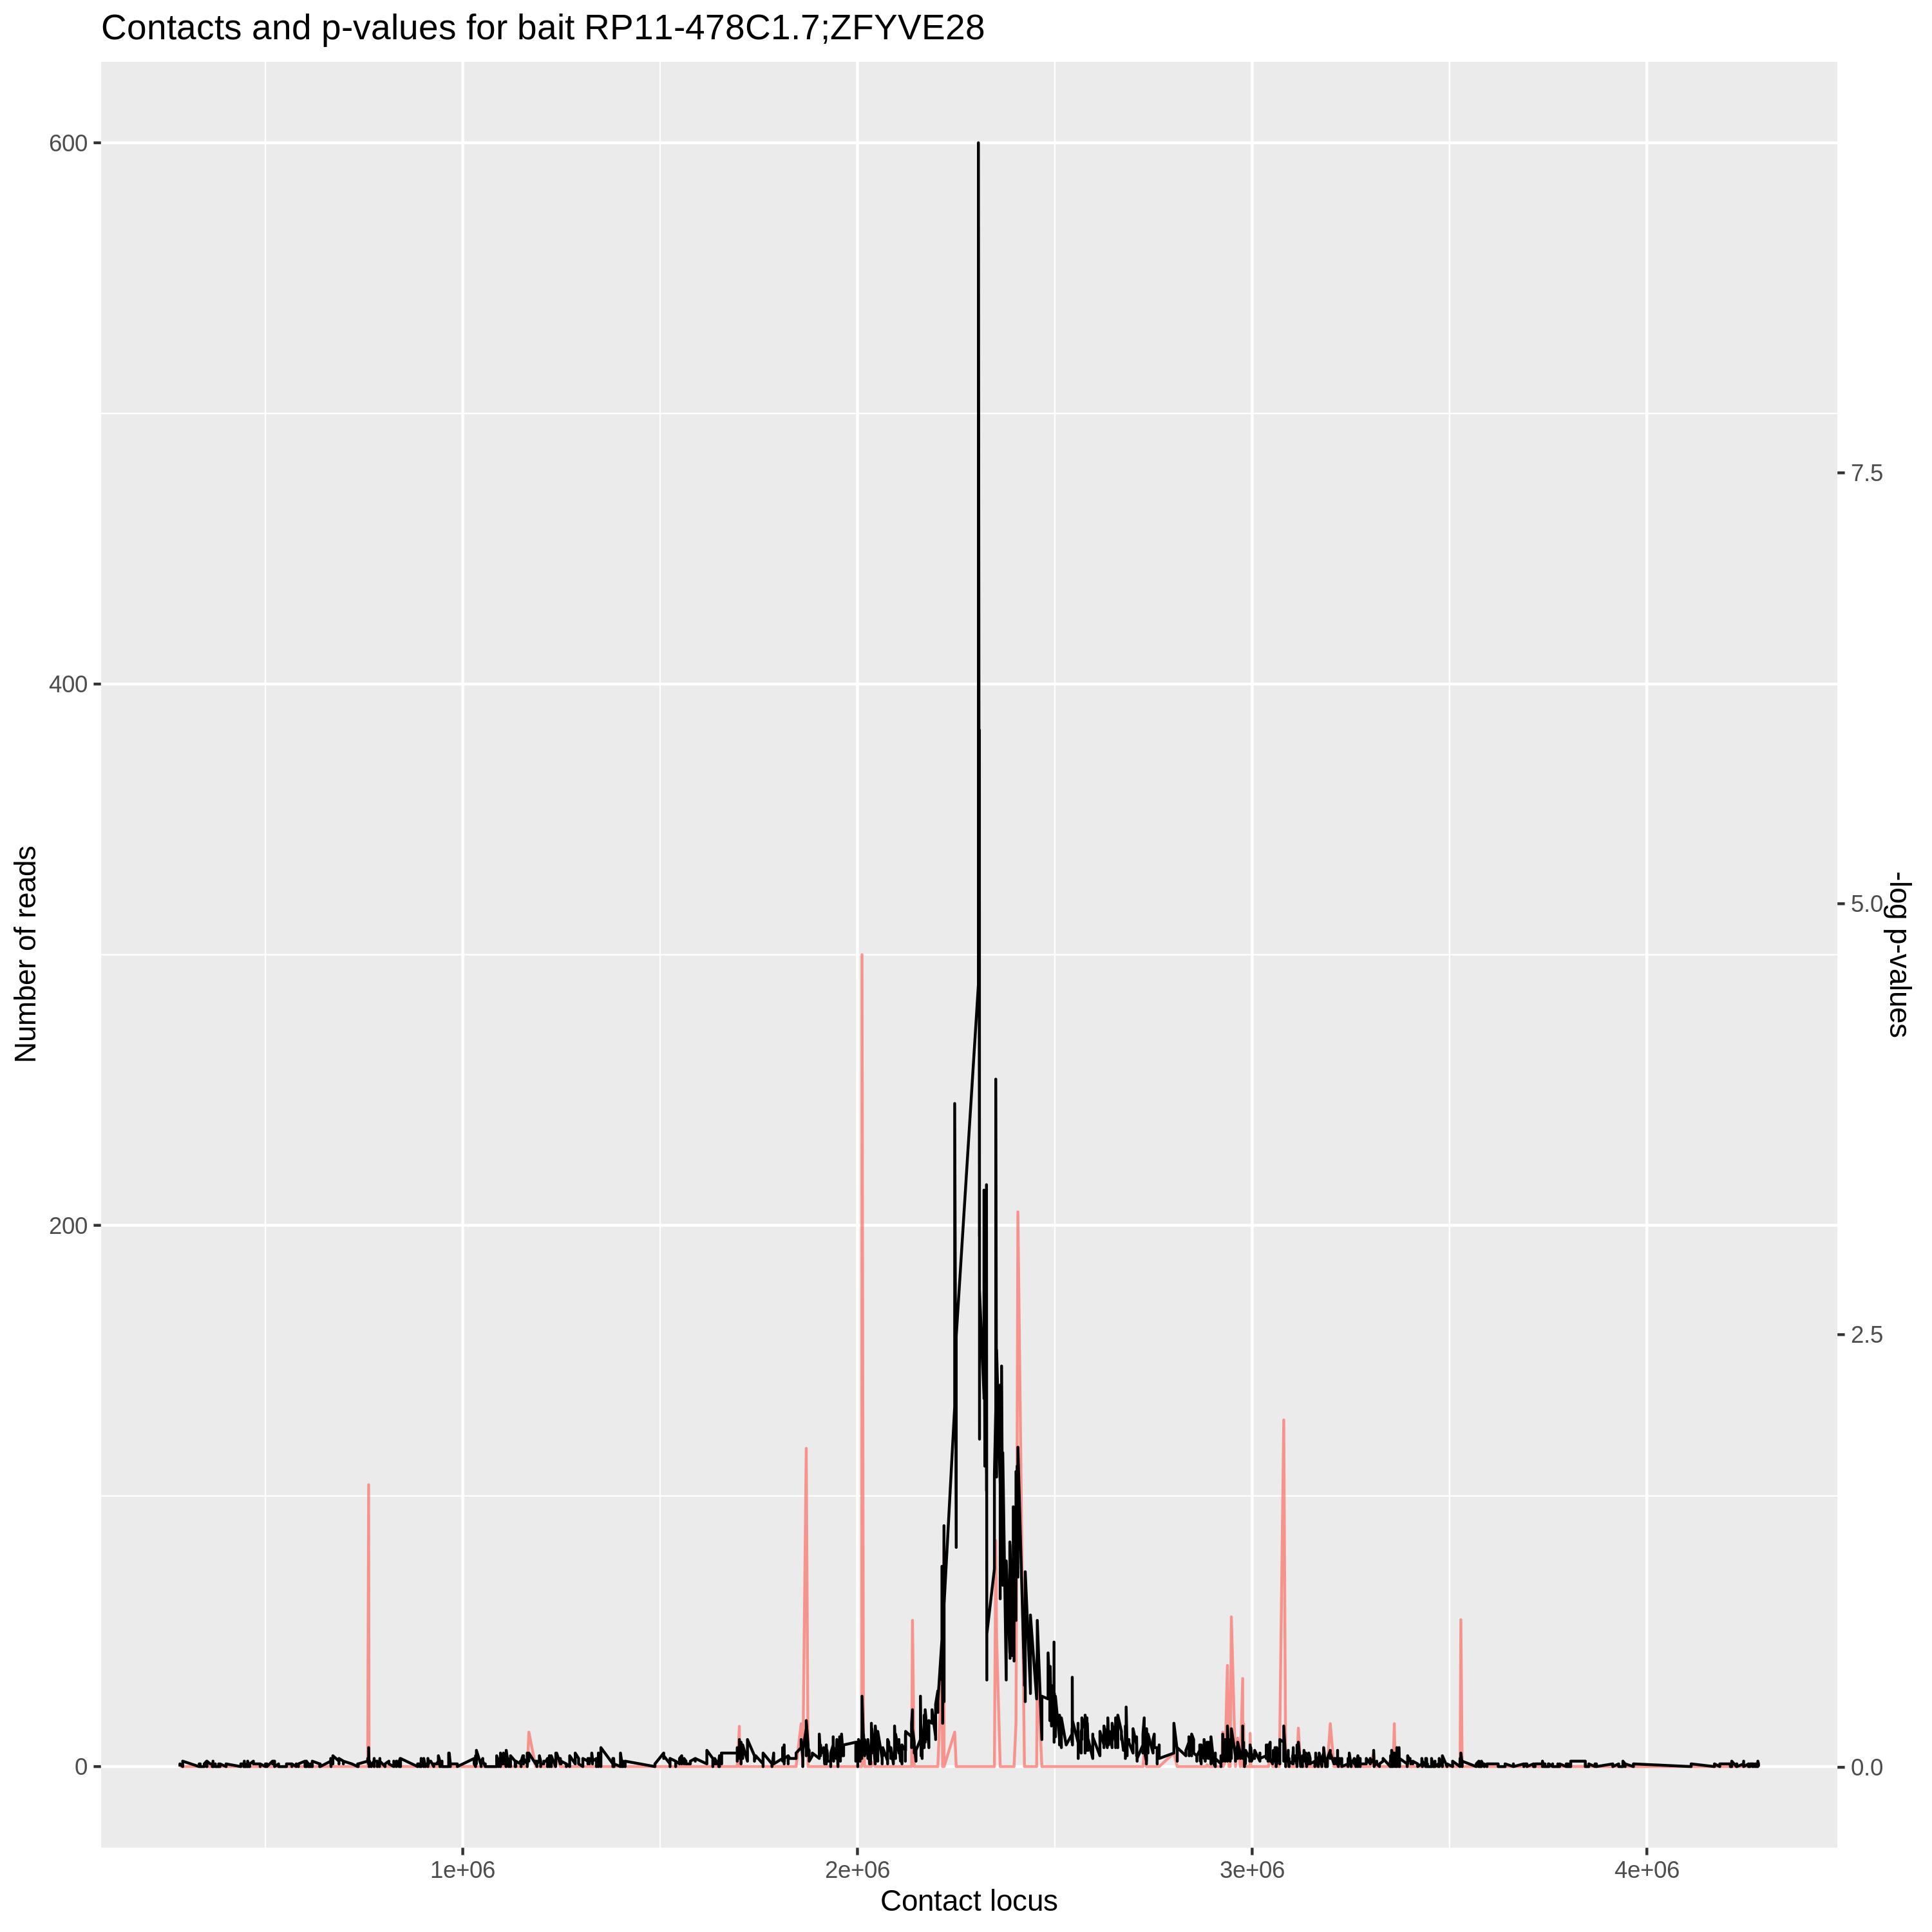 Contacts and p-values for bait RP11-478C1.7;ZFYVE28
600
400
200
0
Number of reads
7.5
5.0
2.5
0.0
-log p-values
1e+06
2e+06
3e+06
4e+06
Contact locus